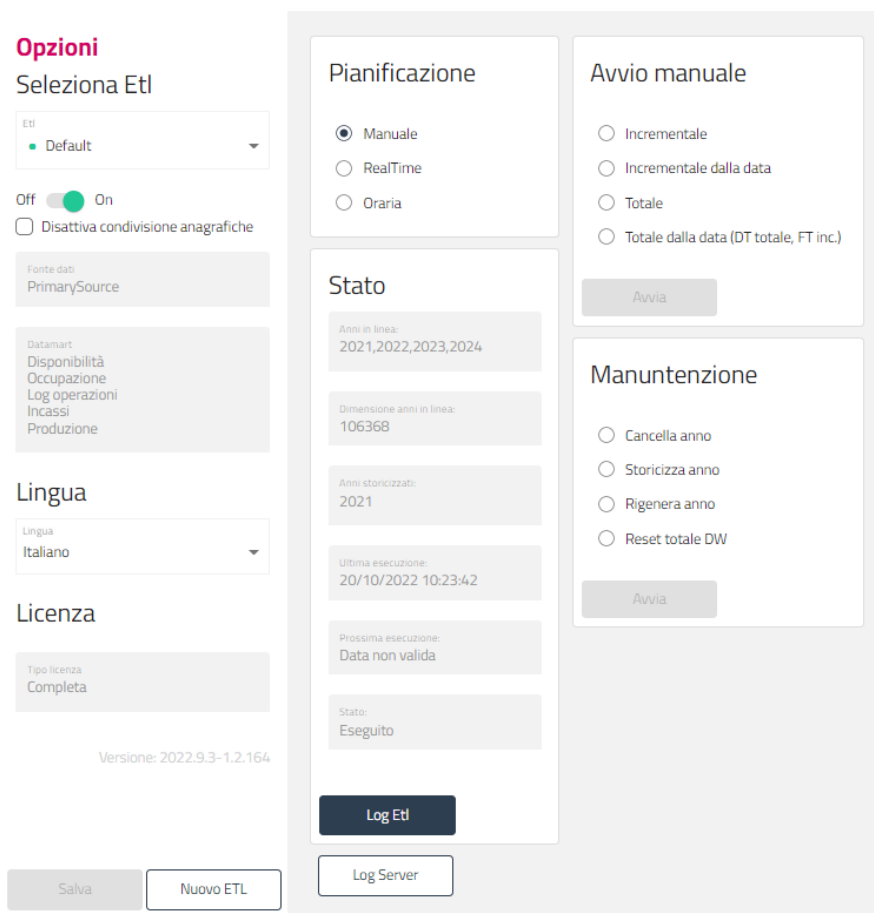 Opzioni
Seleziona Etl
Etl
Default
Off On
Disattiva condivisione anagrafiche
Fonte dati
PrimarySource
Datamart
Disponibilità
Occupazione
Log operazioni
Incassi
Produzione
Lingua
Lingua
Italiano
Licenza
Tipo licenza
Completa
Versione: 2022.9.3-1.2.164
Salva
Nuovo ETL
Pianificazione
Manuale
RealTime
Oraria
Stato
Anni in linea:
2021,2022,2023,2024
Dimensione anni in linea:
106368
Anni storicizzati:
2021
Ultima esecuzione:
20/10/2022 10:23:42
Prossima esecuzione:
Data non valida
Stato:
Eseguito
Log Etl
Log Server
Avvio manuale
Incrementale
Incrementale dalla data
Totale
Totale dalla data (DT totale, FT inc.)
Avvia
Manuntenzione
Cancella anno
Storicizza anno
Rigenera anno
Reset totale DW
Avvia